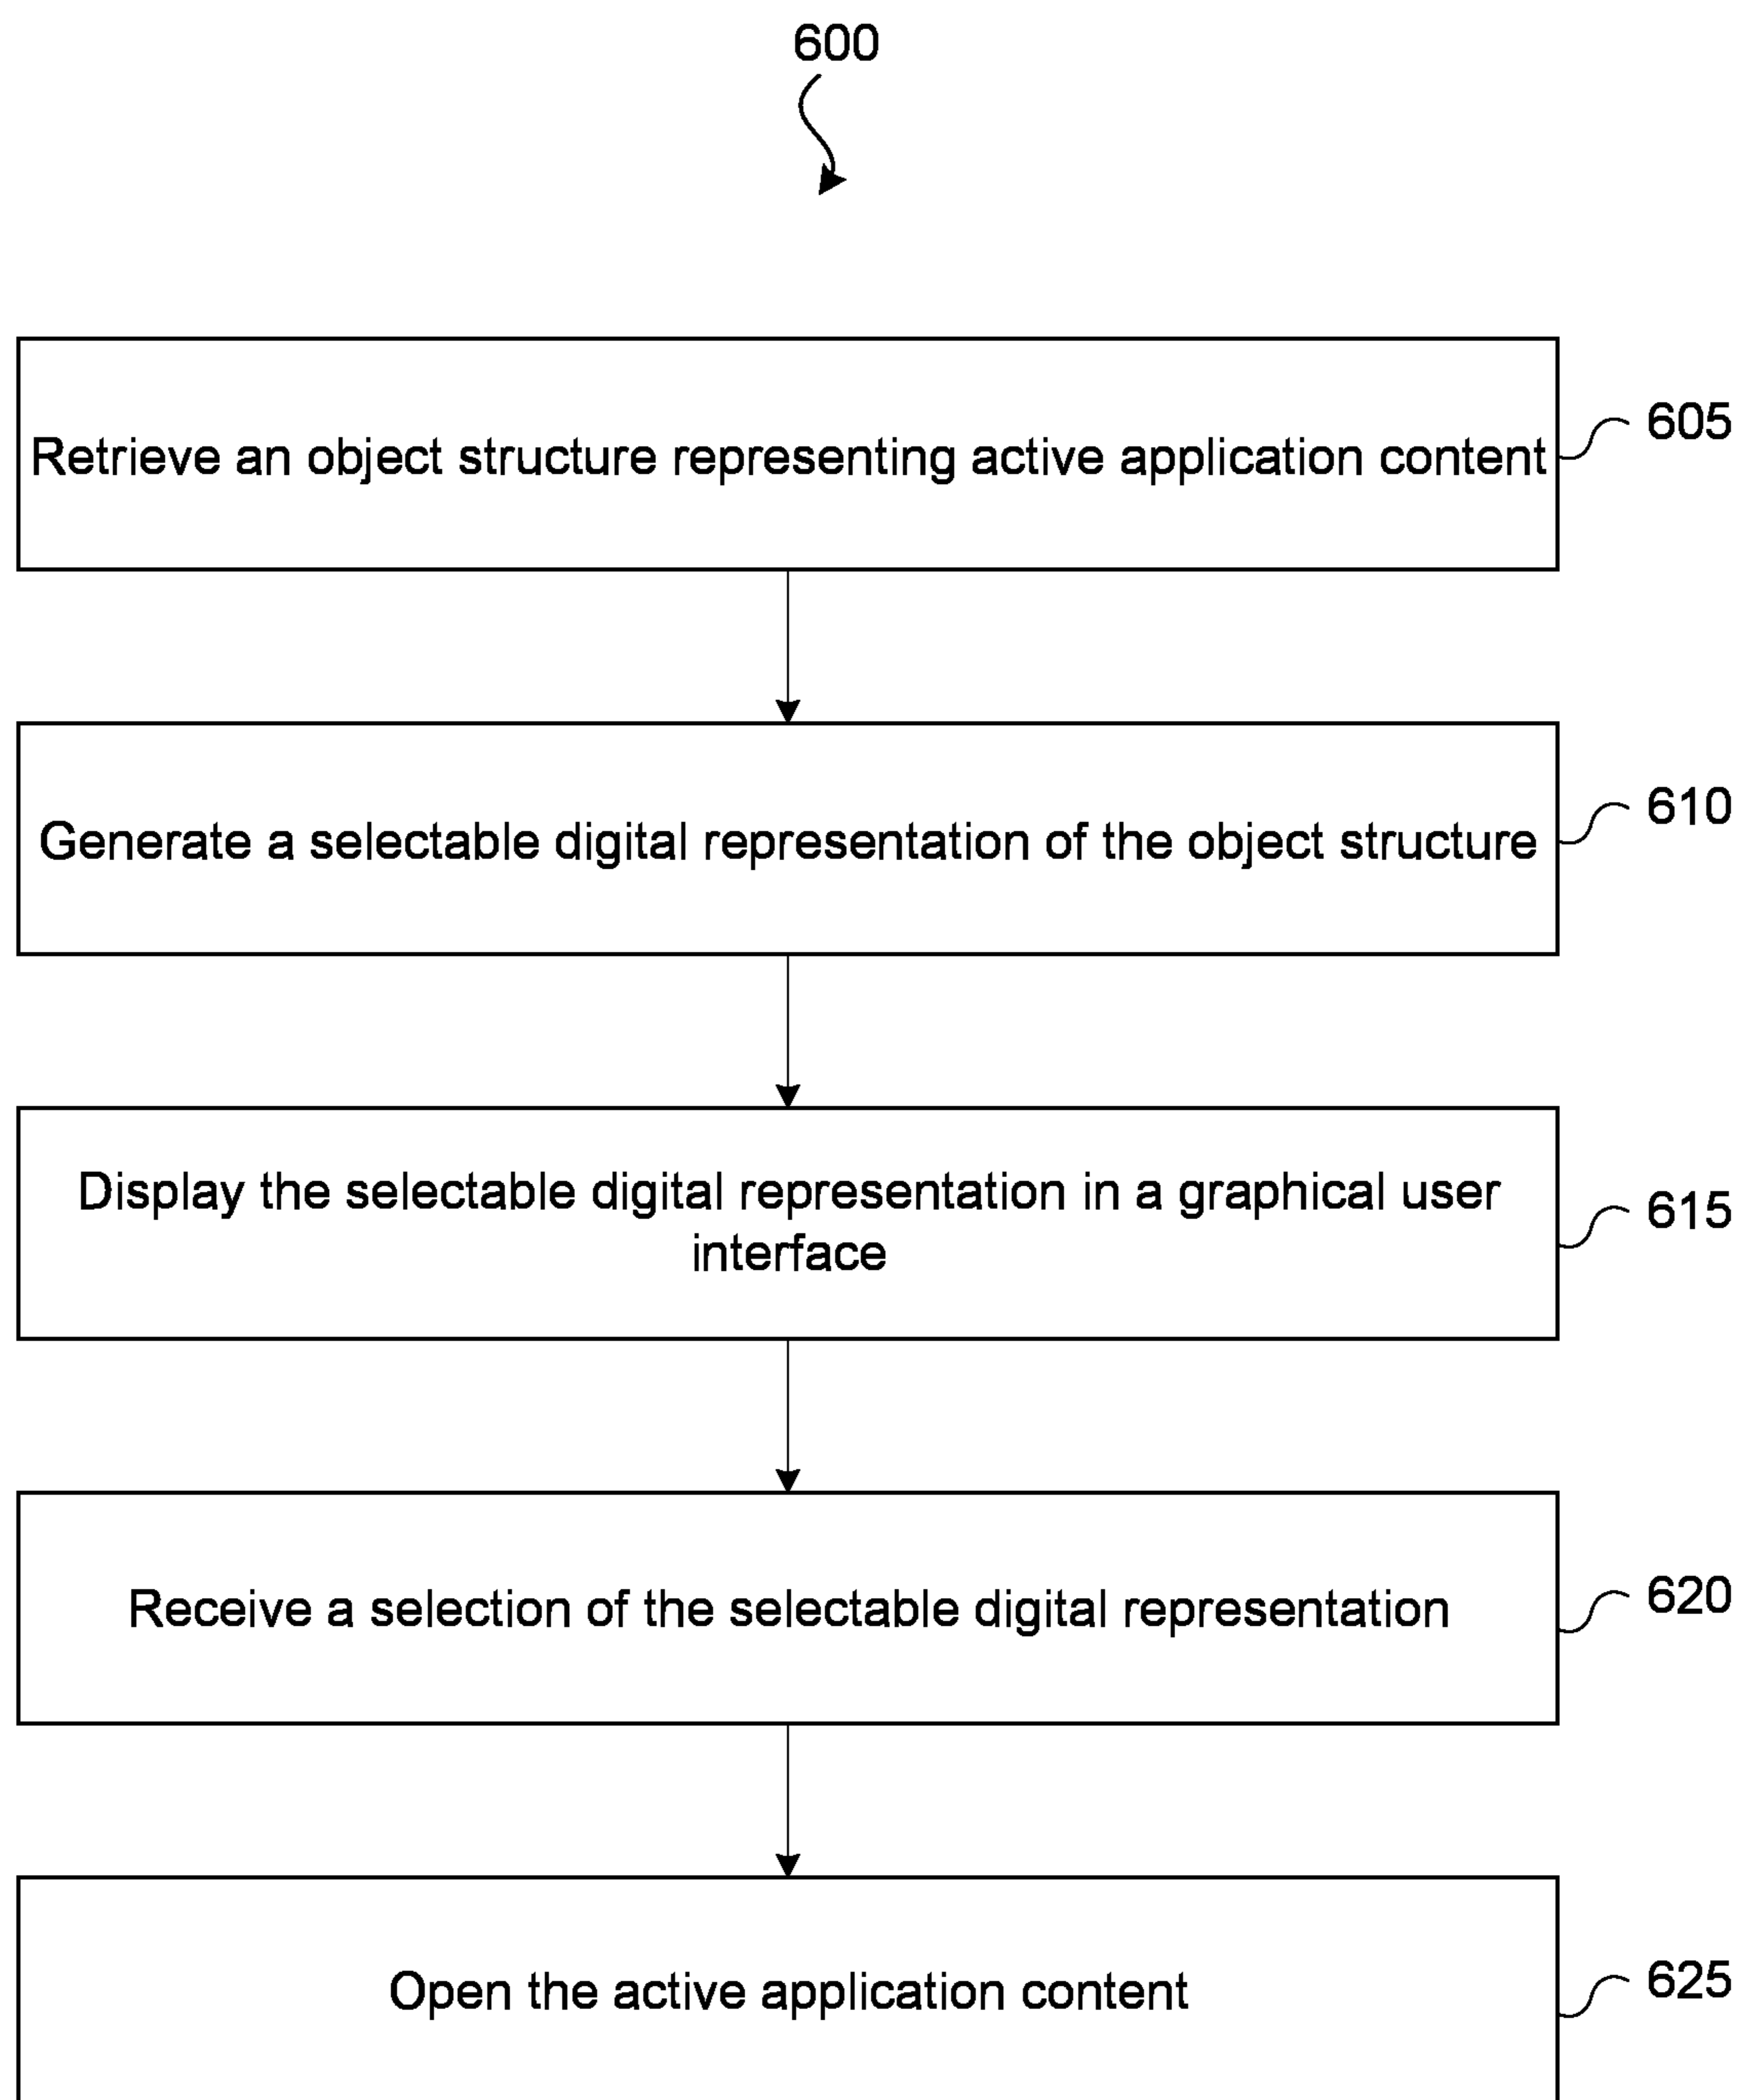 600
Retrieve an object structure representing active application content
605
Generate a selectable digital representation of the object structure
610
Display the selectable digital representation in a graphical user
interface
615
Receive a selection of the selectable digital representation
620
Open the active application content
625